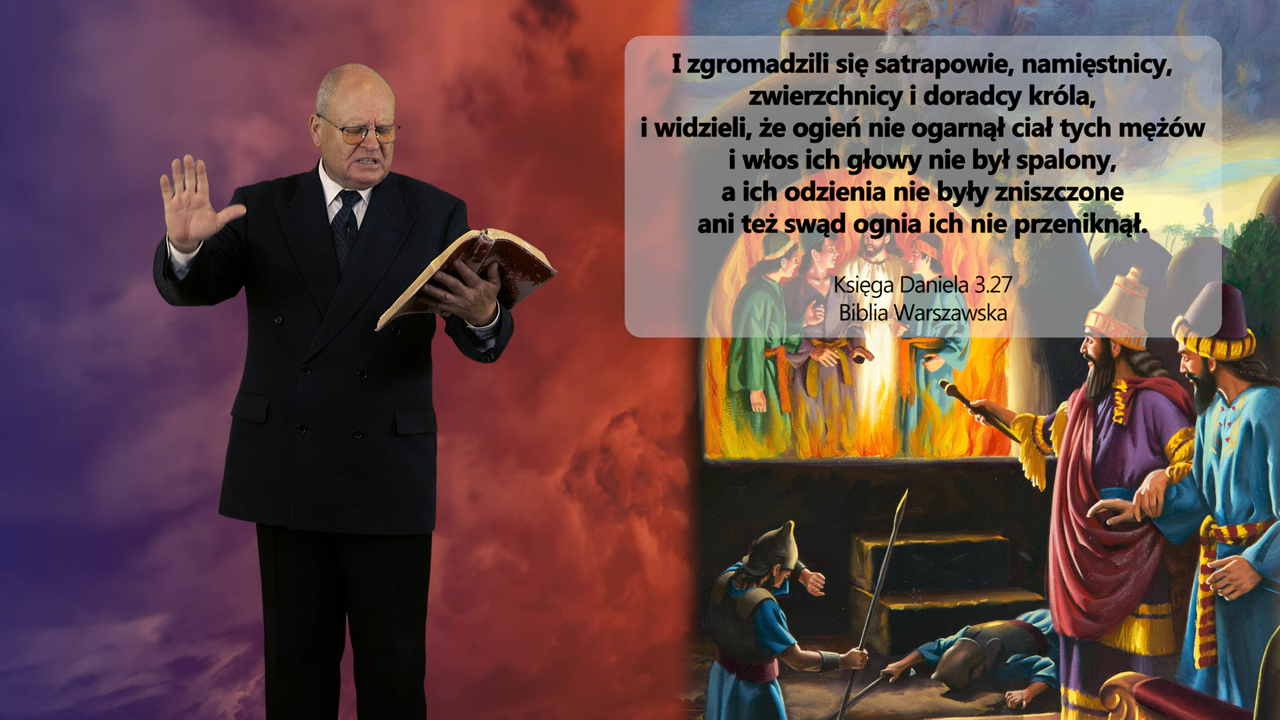 I zgromadzili się satrapowie, namięstnicy,
zwierzchnicy i doradcy króla,
i widzieli, że ogień nie ogarnął ciał tych mężów
i włos ich głowy nie był spalony,
a ich odzienia nie były zniszczone
ani też swąd ognia ich nie przeniknął.
Księga Daniela 3.27
Biblia Warszawska